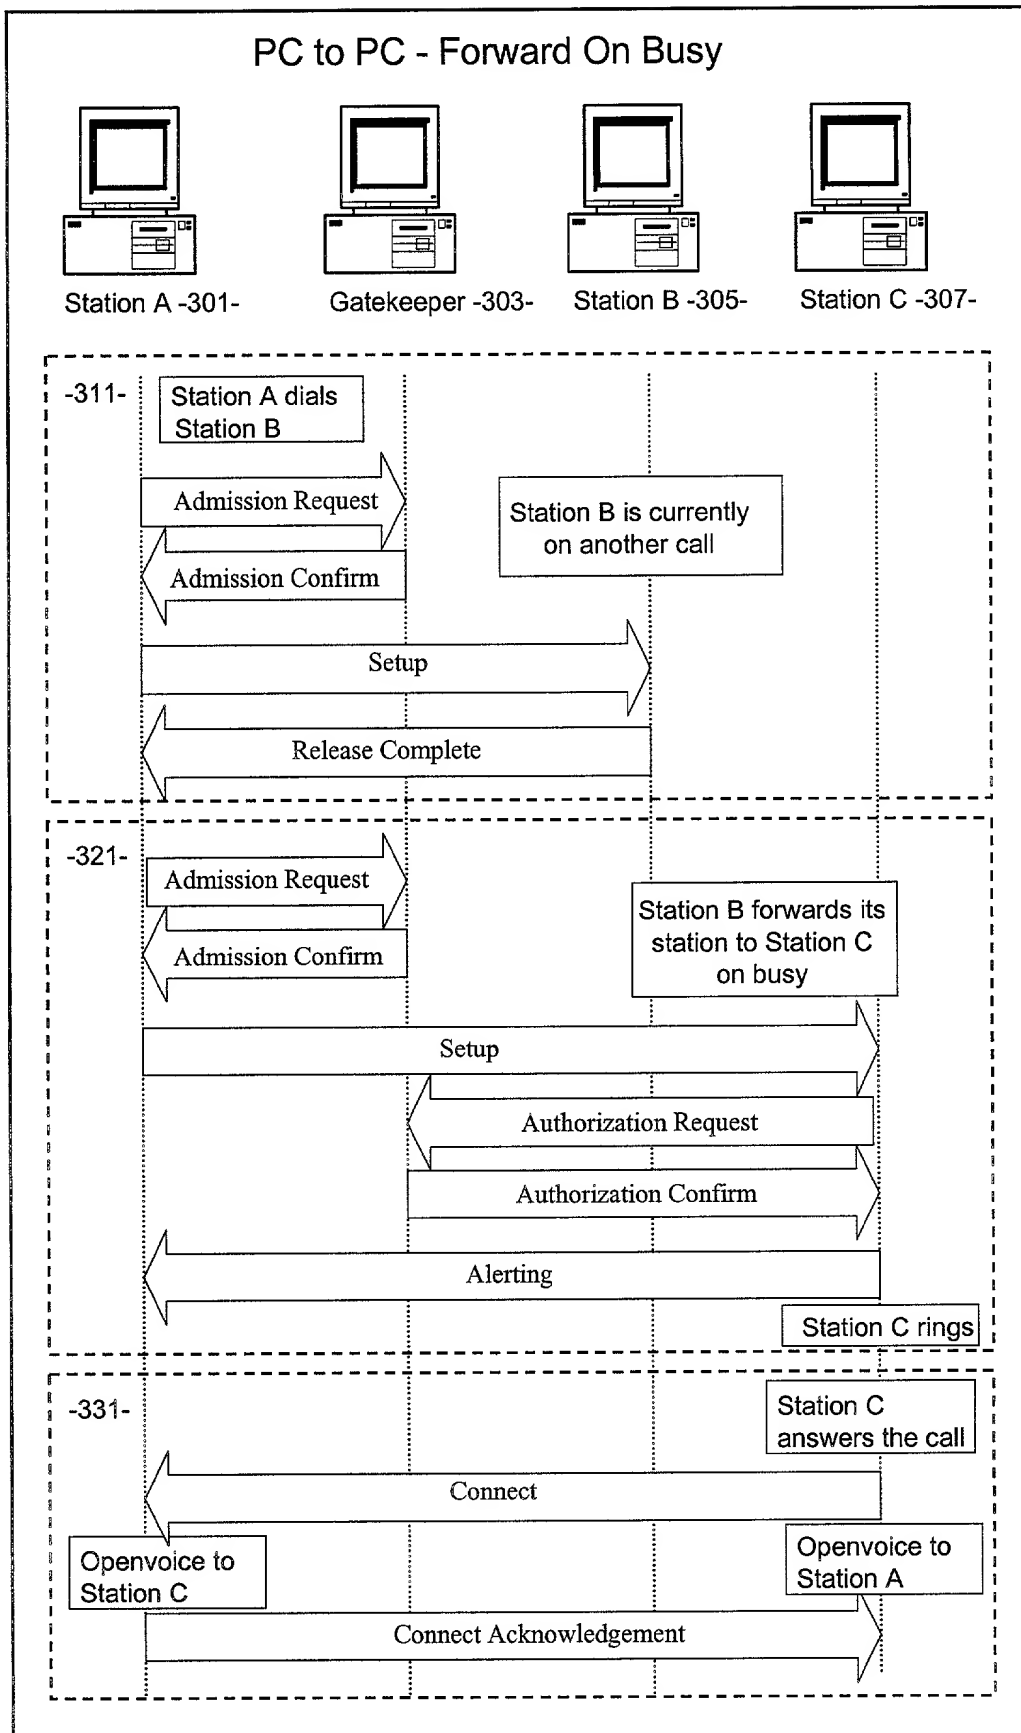 PC to PC - Forward On Busy
Station A -301-
Gatekeeper -303-
Station B -305-
Station C -307-
-311-
Station A dials
Station B
Admission Request
Station B is currently
on another call
Admission Confirm
Setup
Release Complete
-321-
Admission Request
Station B forwards its
station to Station C
on busy
Admission Confirm
Setup
Authorization Request
Authorization Confirm
Alerting
Station C rings
-331-
Station C
answers the call
Connect
Openvoice to
Station C
Openvoice to
Station A
Connect Acknowledgement